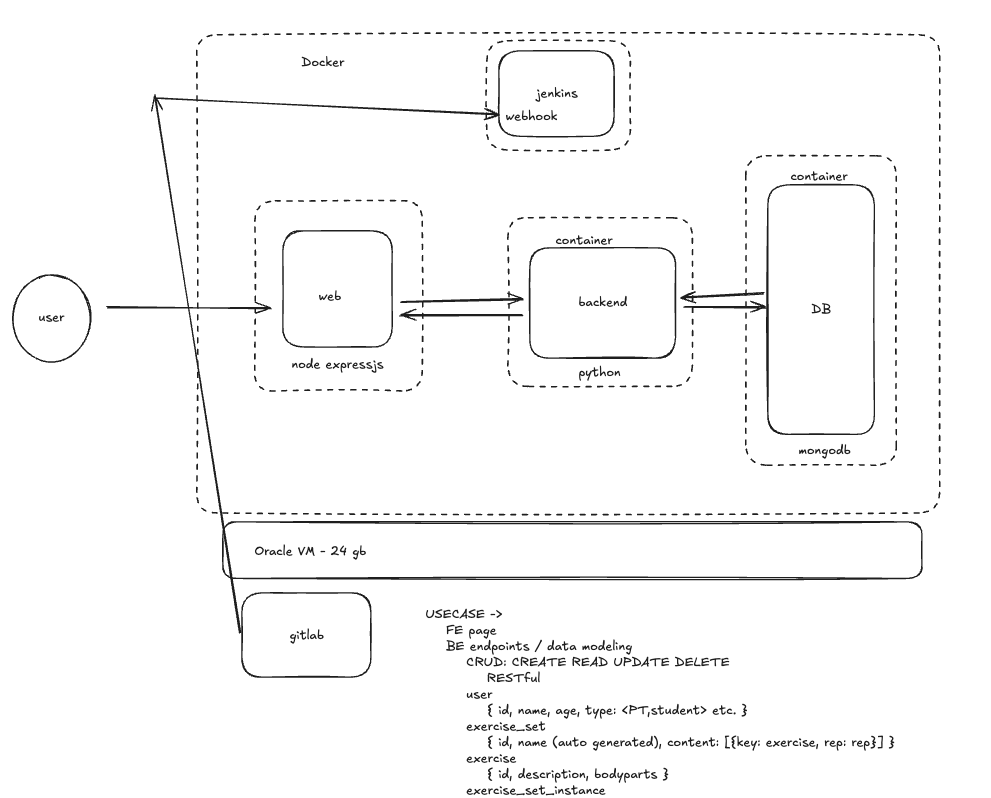 Docker
jenkins
webhook
container
container
web
backend
DB
user
node expressjs
python
mongodb
Oracle VM - 24 gb
gitlab
USECASE ->
FE page
BE endpoints / data modeling
CRUD: CREATE READ UPDATE DELETE
RESTful
user
{ id, name, age, type: <PT,student> etc. }
exercise_set
{ id, name (auto generated), content: [{key: exercise, rep: rep}] }
exercise
{ id, description, bodyparts }
exercise_set_instance